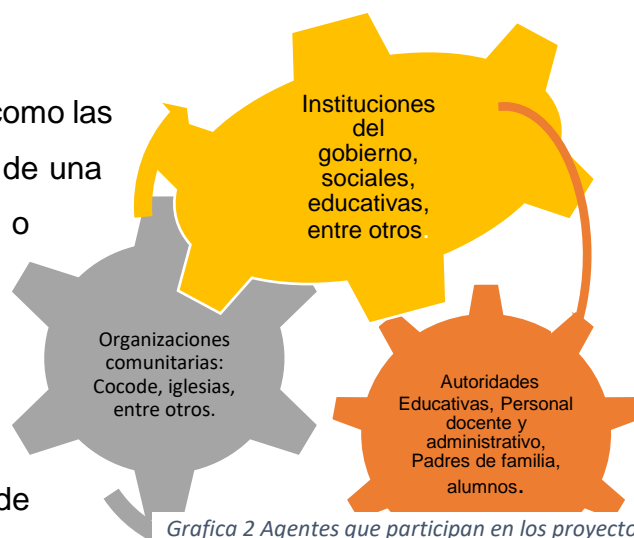 como las
de una
o
de
Instituciones
del
gobierno,
sociales,
educativas,
entre otros.
Organizaciones
comunitarias:
Cocode, iglesias,
entre otros.
Autoridades
Educativas, Personal
docente y
administrativo,
Padres de familia,
alumnos.
Grafica 2 Agentes que participan en los proyecto